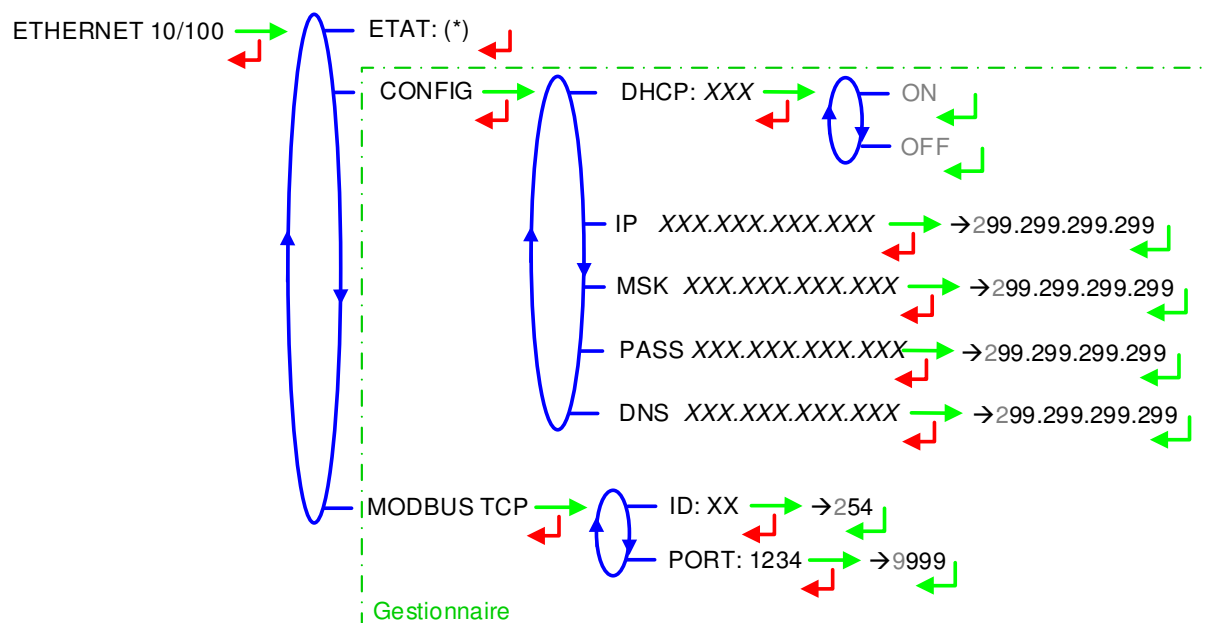 ETHERNET 10/100
ETAT: (*)
CONFIG
DHCP: XXX
ON
OFF
IP XXX.XXX.XXX.XXX →299.299.299.299
MSK XXX.XXX.XXX.XXX →299.299.299.299
PASS XXX.XXX.XXX.XXX →299.299.299.299
DNS XXX.XXX.XXX.XXX →299.299.299.299
MODBUS TCP
ID: XX →254
PORT: 1234 →9999
Gestionnaire